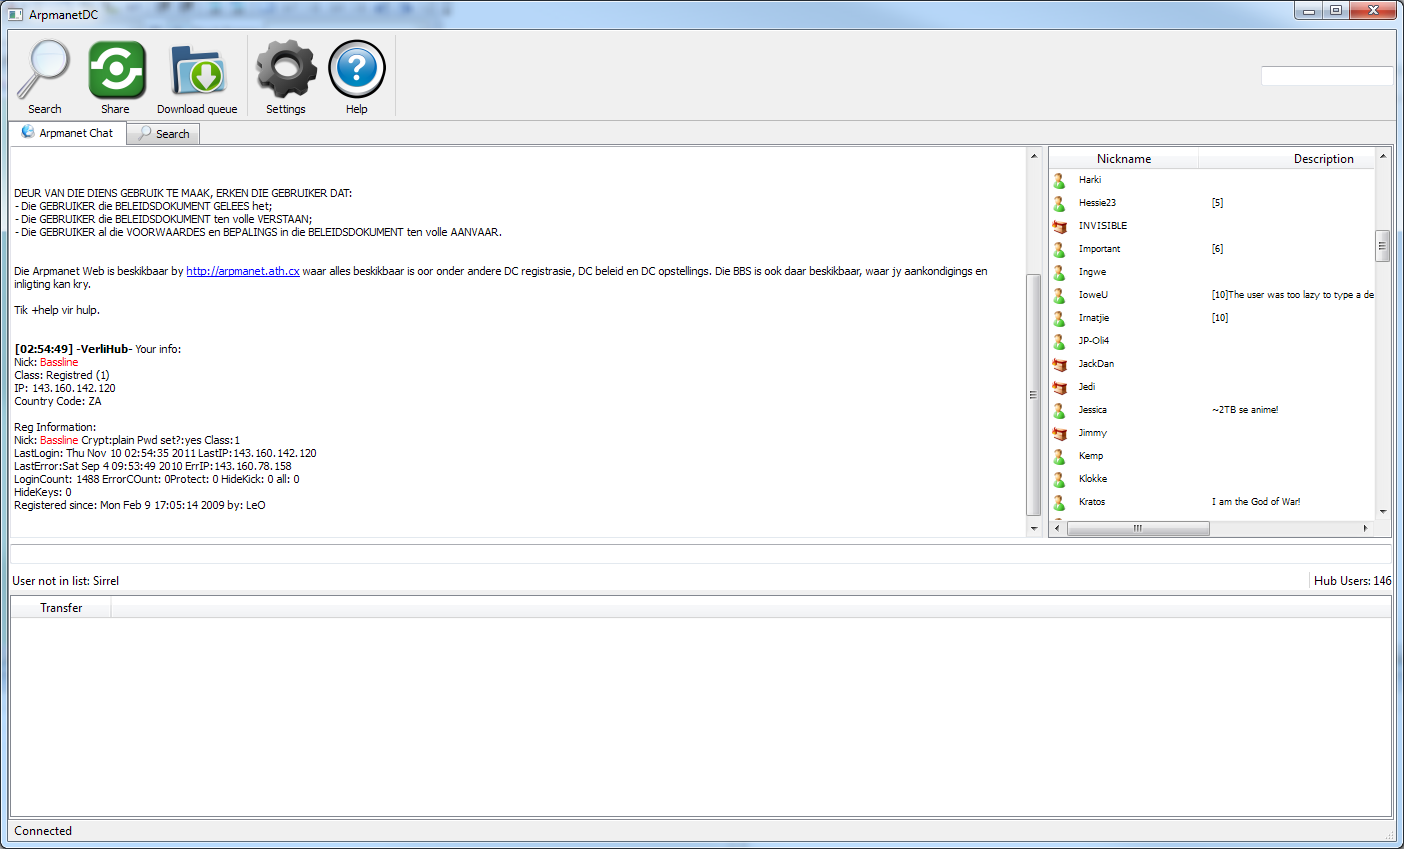 ArpmanetDC
Search
Share
Download queue
Settings
Help
Arpmanet Chat
Search
DEUR VAN DIE DIENS GEBRUIK TE MAAK, ERKEN DIE GEBRUIKER DAT:
- Die GEBRUIKER die BELEIDSDOKUMENT GELEES het;
- Die GEBRUIKER die BELEIDSDOKUMENT ten volle VERSTAAN;
- Die GEBRUIKER al die VOORWAARDES en BEPALINGS in die BELEIDSDOKUMENT ten volle AANVAAR.
Die Arpmanet Web is beskikbaar by http://arpmanet.ath.cx waar alles beskikbaar is oor onder andere DC registrasie, DC beleid en DC opstellings. Die BBS is ook daar beskikbaar, waar jy aankondigings en
inligting kan kry.
Tik +help vir hulp.
[02:54:49] -VerliHub- Your info:
Nick: Bassline
Class: Registred (1)
IP: 143.160.142.120
Country Code: ZA
Reg Information:
Nick: Bassline Crypt:plain Pwd set?:yes Class:1
LastLogin: Thu Nov 10 02:54:35 2011 LastIP:143.160.142.120
LastError:Sat Sep 4 09:53:49 2010 ErrIP:143.160.78.158
LoginCount: 1488 ErrorCOunt: 0Protect: 0 HideKick: 0 all: 0
HideKeys: 0
Registered since: Mon Feb 9 17:05:14 2009 by: LeO
Nickname Description
Harki
Hessie23 [5]
INVISIBLE
Important [6]
Ingwe
IoweU [10]The user was too lazy to type a de
Irnatjie [10]
JP-Oli4
JackDan
Jedi
Jessica ~2TB se anime!
Jimmy
Kemp
Klokke
Kratos I am the God of War!
User not in list: Sirrel
Hub Users: 146
Transfer
Connected